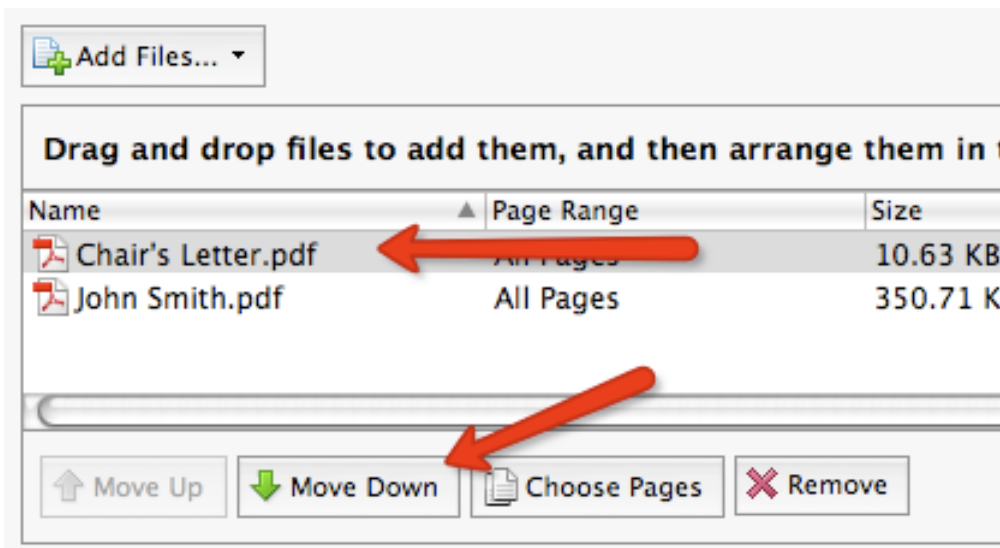 Add Files...
Drag and drop files to add them, and then arrange them in
Name Page Range Size
Chair's Letter.pdf All Pages 10.63 KB
John Smith.pdf All Pages 350.71 K
Move Up Move Down Choose Pages Remove